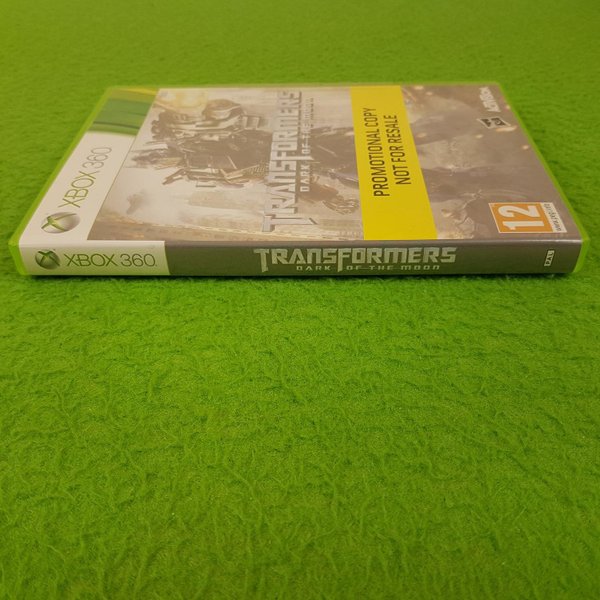 XBOX 360
TRANSFORMERS
DARK OF THE MOON
PROMOTIONAL COPY
NOT FOR RESALE
ACTIVISION
12
XBOX 360
TRANSFORMERS
DARK OF THE MOON